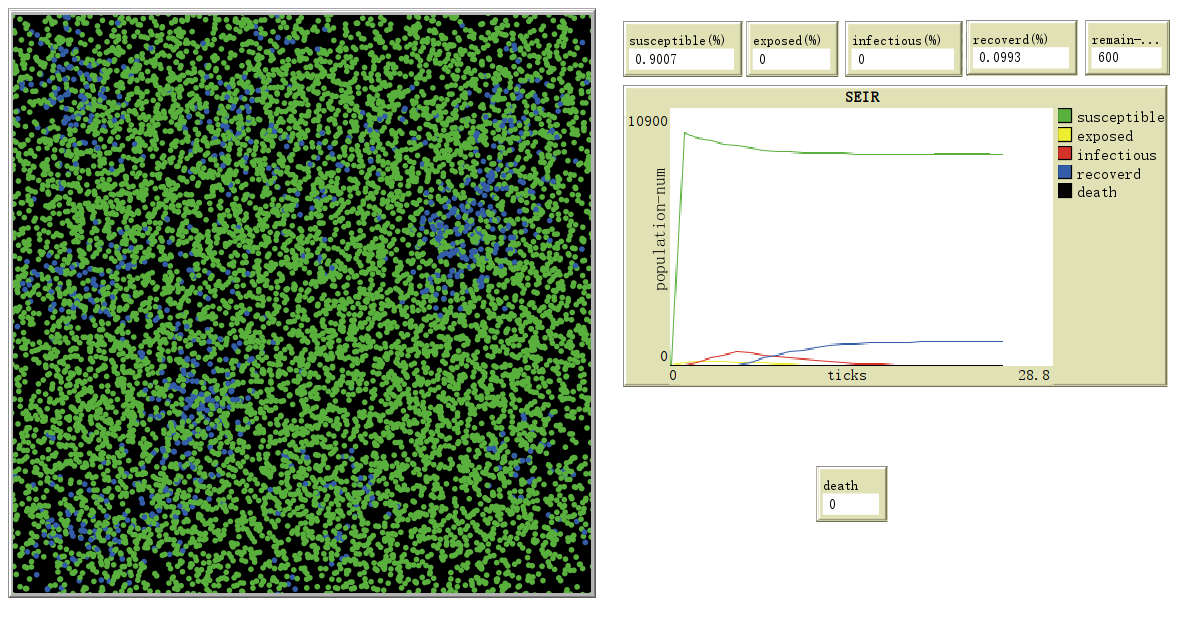 susceptible(%)
0.9007
exposed(%)
0
infectious(%)
0
recoverd(%)
0.0993
remain-...
600
SEIR
10900
population-num
0
0
ticks
28.8
susceptible
exposed
infectious
recoverd
death
death
0